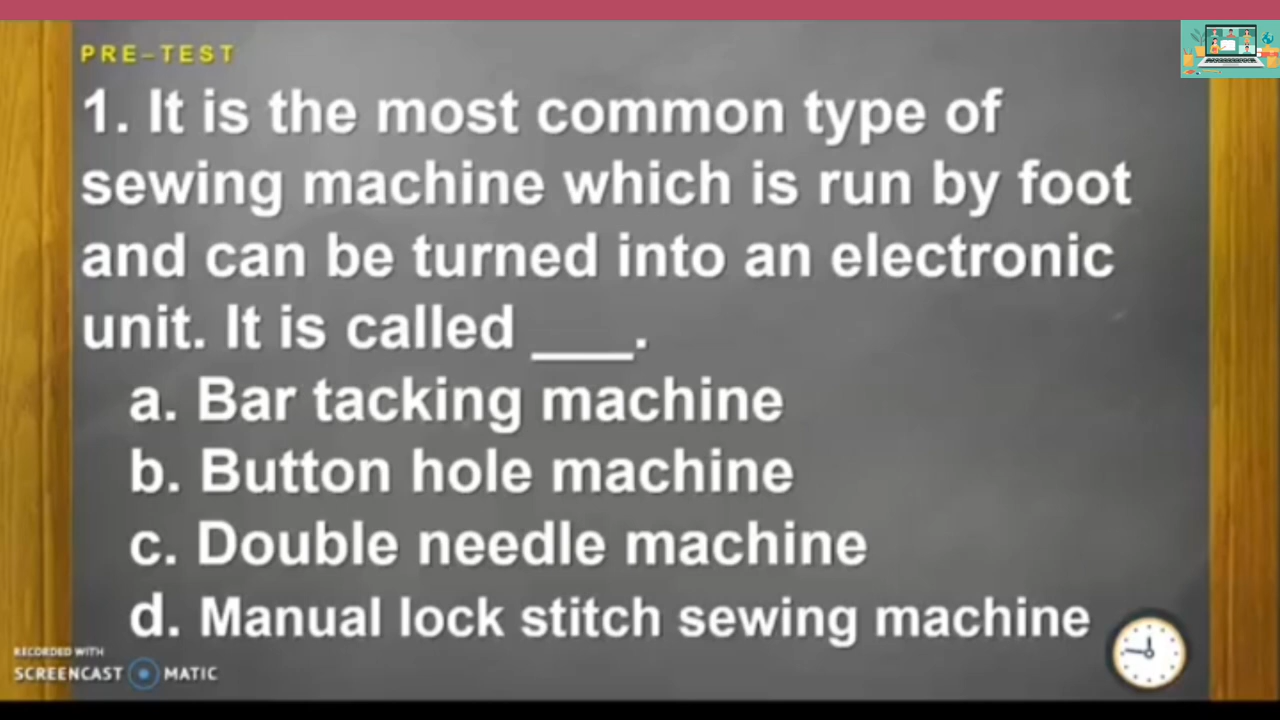 PRE-TEST
1. It is the most common type of
sewing machine which is run by foot
and can be turned into an electronic
unit. It is called ___.
a. Bar tacking machine
b. Button hole machine
c. Double needle machine
d. Manual lock stitch sewing machine
RECORDED WITH
SCREENCAST MATIC